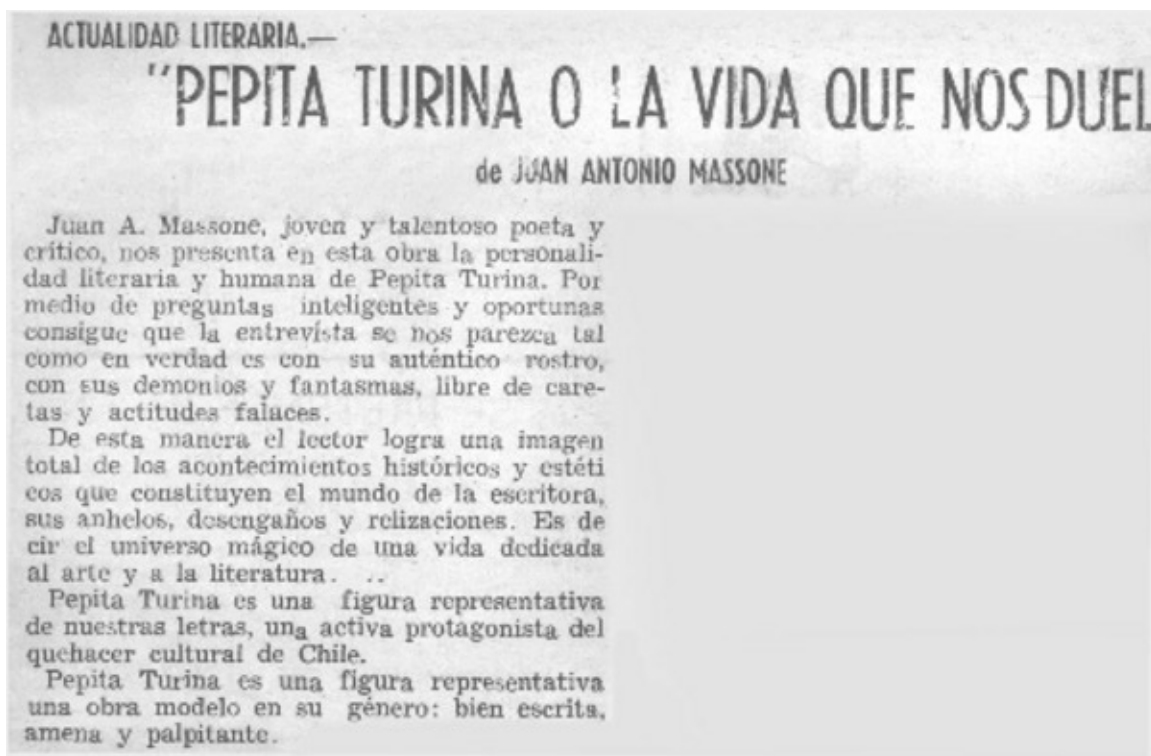 ACTUALIDAD LITERARIA.—
"PEPITA TURINA O LA VIDA QUE NOS DUEL
de JUAN ANTONIO MASSONE
Juan A. Massone, joven y talentoso poeta y
crítico, nos presenta en esta obra la personali-
dad literaria y humana de Pepita Turina. Por
medio de preguntas inteligentes y oportunas
consigue que la entrevista se nos parezca tal
como en verdad es con su auténtico rostro,
con sus demonios y fantasmas, libre de care-
tas y actitudes falaces.
De esta manera el lector logra una imagen
total de los acontecimientos históricos y estéti
cos que constituyen el mundo de la escritora,
sus anhelos, desengaños y relizaciones. Es de
cir el universo mágico de una vida dedicada
al arte y a la literatura. ..
Pepita Turina es una figura representativa
de nuestras letras, una activa protagonista del
quehacer cultural de Chile.
Pepita Turina es una figura representativa
una obra modelo en su género: bien escrita,
amena y palpitante.